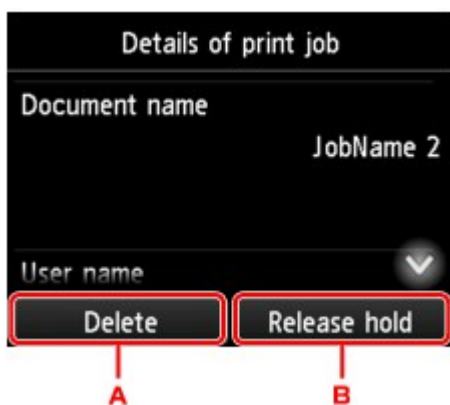 Details of print job
Document name
JobName 2
User name
Delete
Release hold
A
B